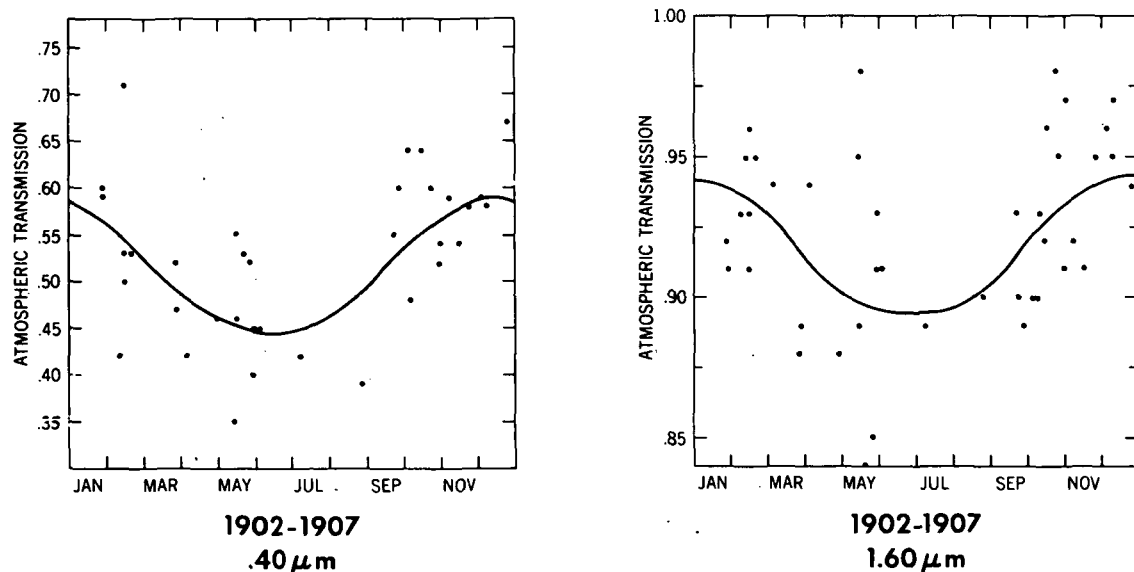 ATMOSPHERIC TRANSMISSION
.75
.70
.65
.60
.55
.50
.45
.40
.35
JAN MAR MAY JUL SEP NOV
1902-1907
.40 μm
ATMOSPHERIC TRANSMISSION
1.00
.95
.90
.85
JAN MAR MAY JUL SEP NOV
1902-1907
1.60 μm